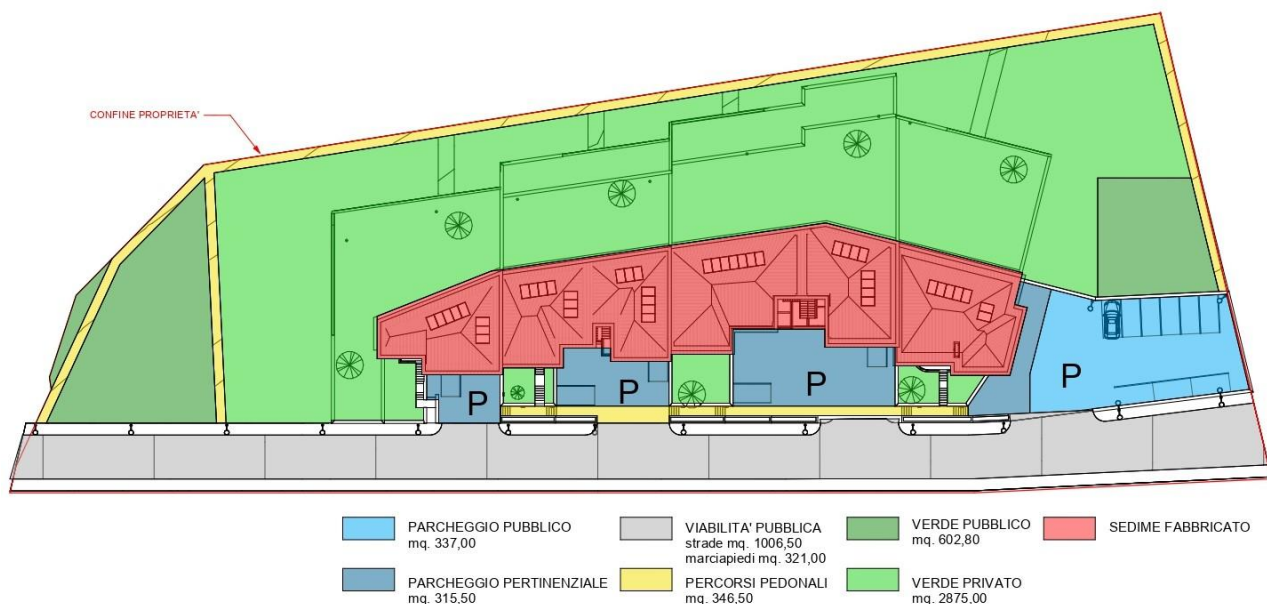 CONFINE PROPRIETA'
P
P
P
P
PARCHEGGIO PUBBLICO
mq. 337,00
VIABILITA' PUBBLICA
strade mq. 1006,50
marciapiedi mq. 321,00
VERDE PUBBLICO
mq. 602,80
SEDIME FABBRICATO
PARCHEGGIO PERTINENZIALE
mq. 315,50
PERCORSI PEDONALI
mq. 346,50
VERDE PRIVATO
mq. 2875,00